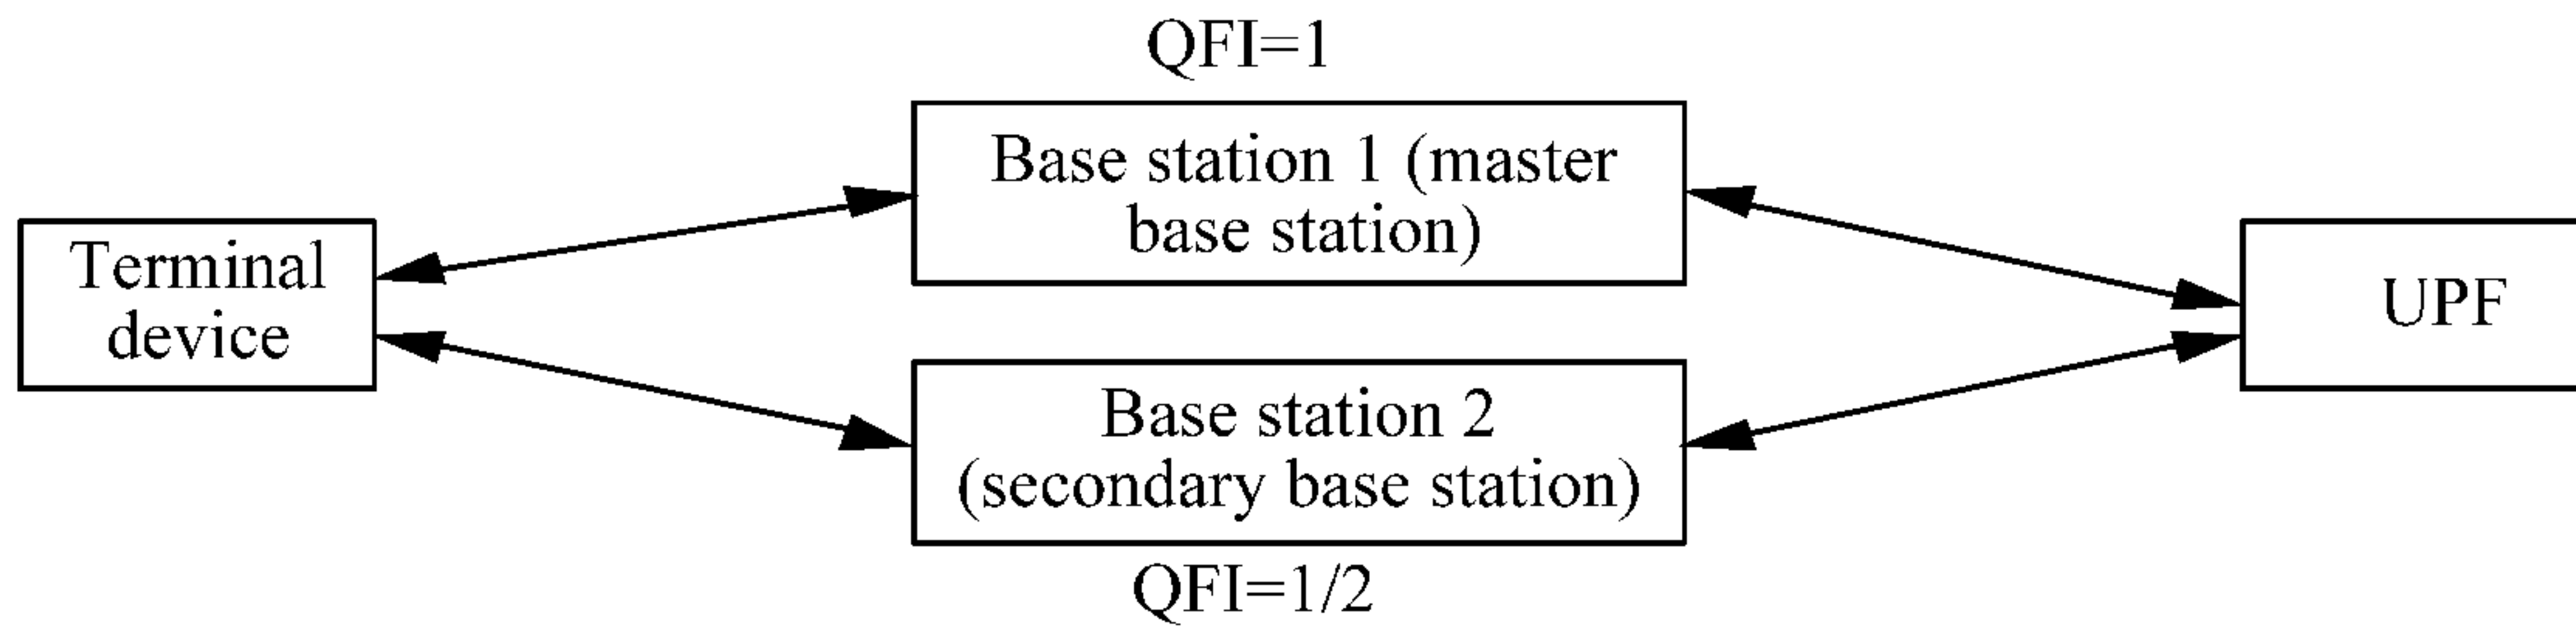 QFI=1
Base station 1 (master
base station)
Terminal
device
UPF
Base station 2
(secondary base station)
QFI=1/2